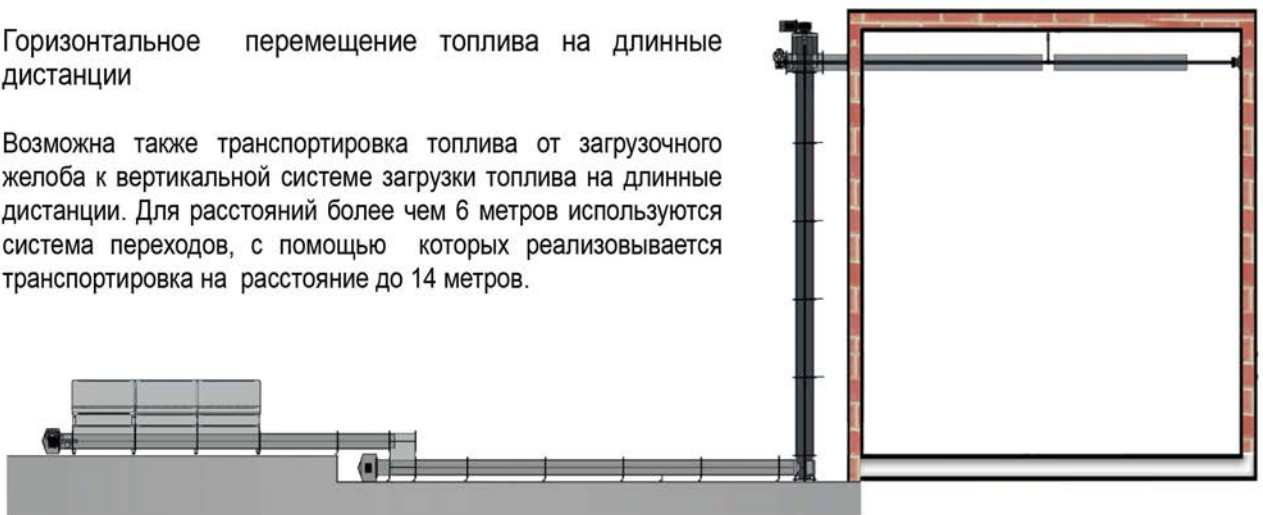 Горизонтальное перемещение топлива на длинные
дистанции
Возможна также транспортировка топлива от загрузочного
желоба к вертикальной системе загрузки топлива на длинные
дистанции. Для расстояний более чем 6 метров используются
система переходов, с помощью которых реализовывается
транспортировка на расстояние до 14 метров.